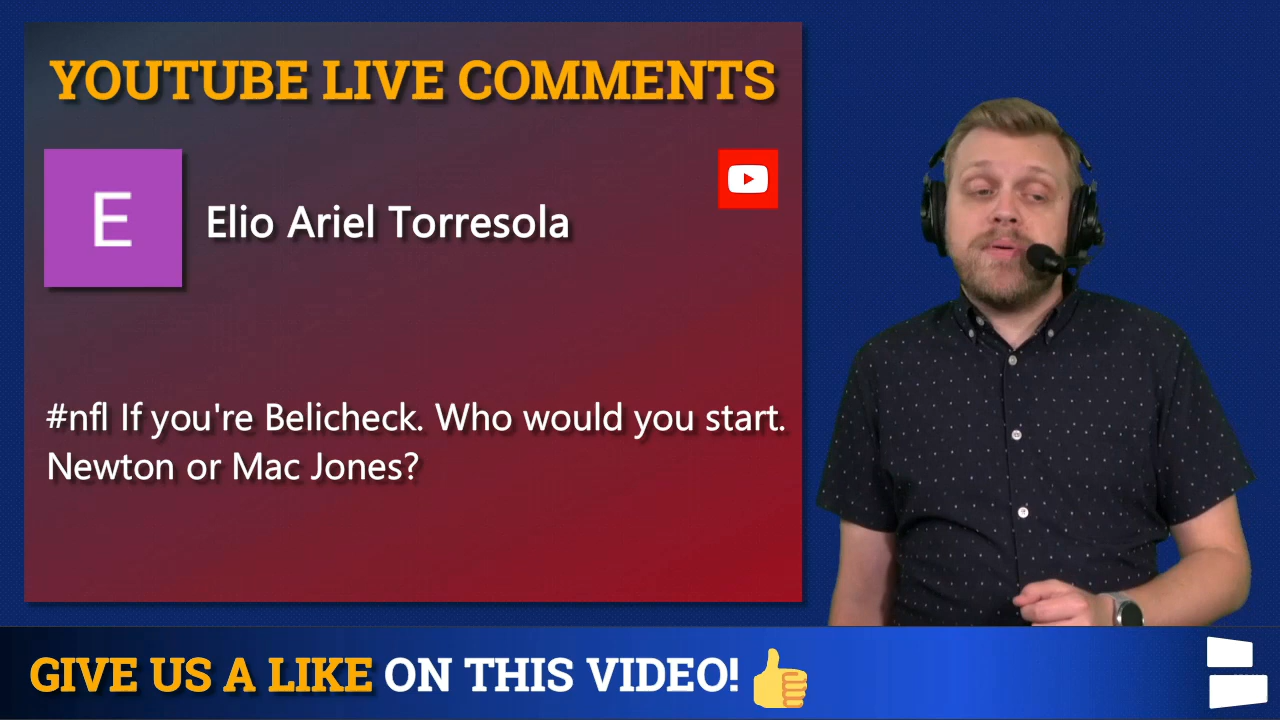 YOUTUBE LIVE COMMENTS
E
Elio Ariel Torresola
#nfl If you're Belicheck. Who would you start.
Newton or Mac Jones?
GIVE US A LIKE ON THIS VIDEO!